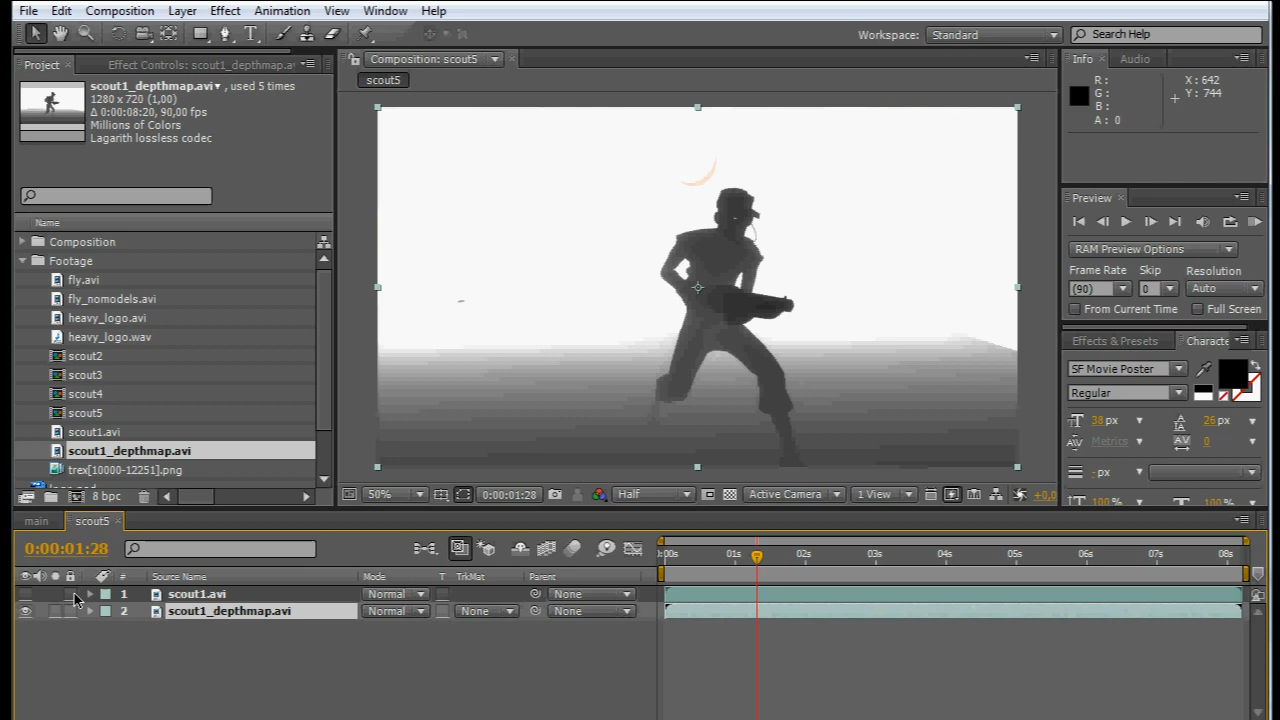 File Edit Composition Layer Effect Animation View Window Help
Workspace: Standard Search Help
Project × Effect Controls: scout1_depthmap.a
Composition: scout5
Info × Audio
scout1_depthmap.avi , used 5 times
1280 x 720 (1,00)
Δ 0:00:08:20, 90,00 fps
Millions of Colors
Lagarith lossless codec
scout5
R:
G:
B:
A: 0
X: 642
Y: 744
Name
Composition
Footage
fly.avi
fly_nomodels.avi
heavy_logo.avi
heavy_logo.wav
scout2
scout3
scout4
scout5
scout1.avi
scout1_depthmap.avi
trex[10000-12251].png
8 bpc
Preview ×
RAM Preview Options
Frame Rate Skip Resolution
(90) 0 Auto
From Current Time Full Screen
Effects & Presets Characte
SF Movie Poster
Regular
38 px 26 px
Metrics 0
- px
100 % 100 %
50% 0:00:01:28 Half Active Camera 1 View +0,0
main scout5 ×
0:00:01:28
:00s 01s 02s 03s 04s 05s 06s 07s 08s
# Source Name Mode T TrkMat Parent
1 scout1.avi Normal None
2 scout1_depthmap.avi Normal None None